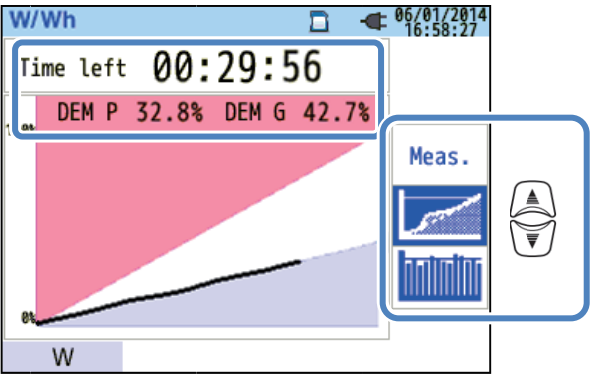 W/Wh
06/01/2014
16:58:27
Time left 00:29:56
DEM P 32.8% DEM G 42.7%
Meas.
0%
W